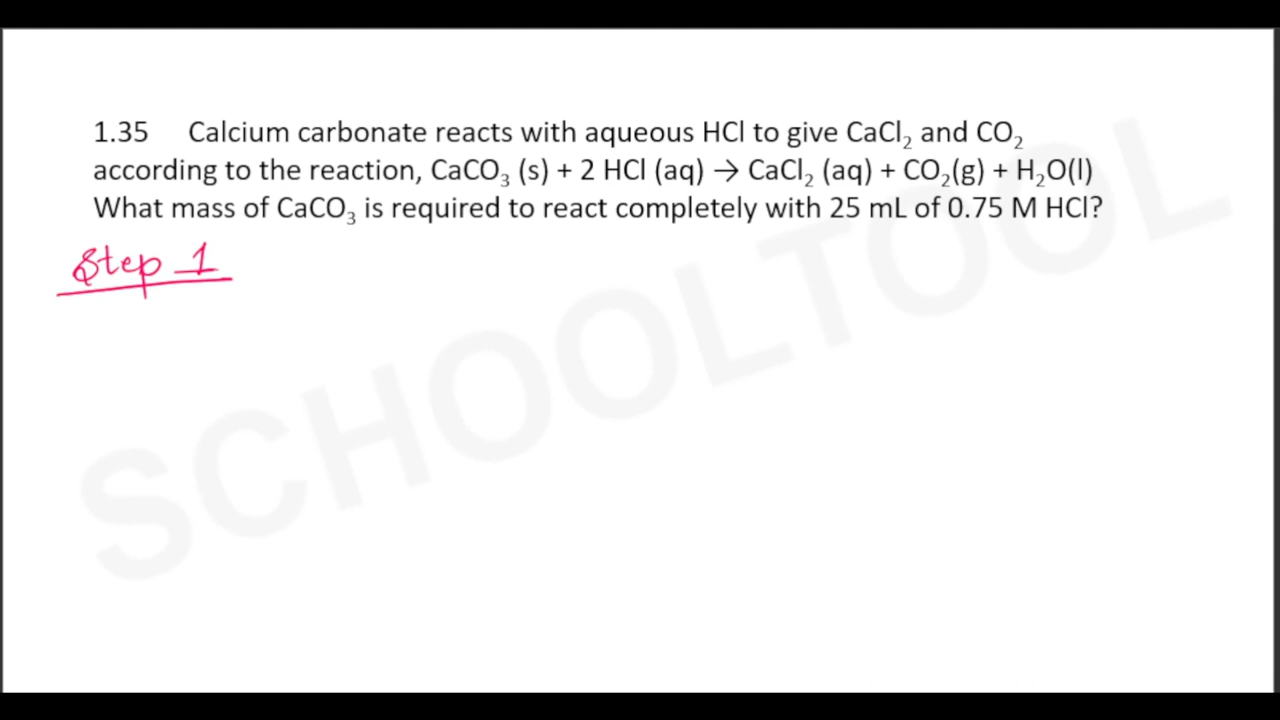 1.35 Calcium carbonate reacts with aqueous HCl to give CaCl₂ and CO₂
according to the reaction, CaCO₃ (s) + 2 HCl (aq) → CaCl₂ (aq) + CO₂(g) + H₂O(l)
What mass of CaCO₃ is required to react completely with 25 mL of 0.75 M HCl?
Step 1
SCHOOLTOOL